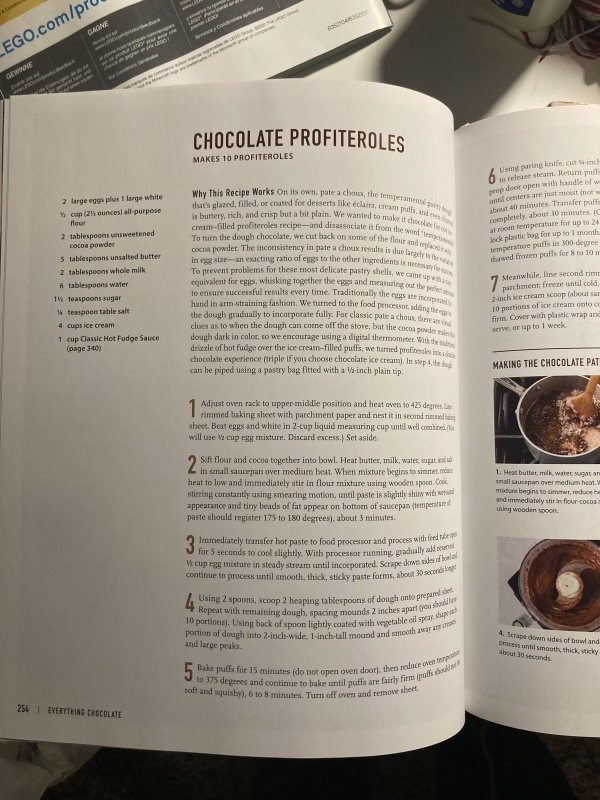 LEGO.com/pro
GEWINNE
GAGNE
CHOCOLATE PROFITEROLES
MAKES 10 PROFITEROLES
2 large eggs plus 1 large white
½ cup (2½ ounces) all-purpose
flour
2 tablespoons unsweetened
cocoa powder
5 tablespoons unsalted butter
2 tablespoons whole milk
6 tablespoons water
1½ teaspoons sugar
¼ teaspoon table salt
4 cups ice cream
1 cup Classic Hot Fudge Sauce
(page 340)
Why This Recipe Works On its own, pate a choux, the temperamental pastry dough
that's glazed, filled, or coated for desserts like éclairs, cream puffs, and even
is buttery, rich, and crisp but a bit plain. We wanted to make it chocolate for our ice
cream–filled profiteroles recipe—and disassociate it from the word "temperamental."
To turn the dough chocolate, we cut back on some of the flour and replaced it with
cocoa powder. The inconsistency in pate a choux results is due largely to the variation
in egg size—an exact ratio of eggs to the other ingredients is necessary for success.
To prevent problems for these most delicate pastry shells, we came up with a cup
equivalent for eggs, whisking together the eggs and measuring out the perfect amount
to ensure successful results every time. Traditionally the eggs are incorporated by
hand in arm-straining fashion. We turned to the food processor, adding the eggs to
the dough gradually to incorporate fully. For classic pate a choux, there are visual
clues as to when the dough can come off the stove, but the cocoa powder makes this
dough dark in color, so we encourage using a digital thermometer. With the traditional
drizzle of hot fudge over the ice cream–filled puffs, we turned profiteroles into a double
chocolate experience (triple if you choose chocolate ice cream). In step 4, the dough
can be piped using a pastry bag fitted with a ½-inch plain tip.
1 Adjust oven rack to upper-middle position and heat oven to 425 degrees. Line
rimmed baking sheet with parchment paper and nest it in second rimmed baking
sheet. Beat eggs and white in 2-cup liquid measuring cup until well combined. (You
will use ½ cup egg mixture. Discard excess.) Set aside.
2 Sift flour and cocoa together into bowl. Heat butter, milk, water, sugar, and salt
in small saucepan over medium heat. When mixture begins to simmer, reduce
heat to low and immediately stir in flour mixture using wooden spoon. Cook,
stirring constantly using smearing motion, until paste is slightly shiny with wet-sand
appearance and tiny beads of fat appear on bottom of saucepan (temperature of
paste should register 175 to 180 degrees), about 3 minutes.
3 Immediately transfer hot paste to food processor and process with feed tube open
for 5 seconds to cool slightly. With processor running, gradually add reserved
½ cup egg mixture in steady stream until incorporated. Scrape down sides of bowl and
continue to process until smooth, thick, sticky paste forms, about 30 seconds longer.
4 Using 2 spoons, scoop 2 heaping tablespoons of dough onto prepared sheet.
Repeat with remaining dough, spacing mounds 2 inches apart (you should have
10 portions). Using back of spoon lightly coated with vegetable oil spray, shape each
portion of dough into 2-inch-wide, 1-inch-tall mound and smooth away any creases
and large peaks.
5 Bake puffs for 15 minutes (do not open oven door), then reduce oven temperature
to 375 degrees and continue to bake until puffs are fairly firm (puffs should not be
soft and squishy), 6 to 8 minutes. Turn off oven and remove sheet.
254 | EVERYTHING CHOCOLATE
6 Using paring knife, cut ¾-inch
to release steam. Return puffs
prop door open with handle of w
until centers are just moist (not w
about 40 minutes. Transfer puffs
completely, about 30 minutes. (C
at room temperature for up to 24
lock plastic bag for up to 1 month.
temperature puffs in 300-degree
thawed frozen puffs for 8 to 10 m
7 Meanwhile, line second rimm
parchment; freeze until cold,
2-inch ice cream scoop (about sa
10 portions of ice cream onto co
firm. Cover with plastic wrap and
serve, or up to 1 week.
MAKING THE CHOCOLATE PAT
1. Heat butter, milk, water, sugar, an
small saucepan over medium heat. W
mixture begins to simmer, reduce he
and immediately stir in flour-cocoa m
using wooden spoon.
4. Scrape down sides of bowl and
process until smooth, thick, sticky
about 30 seconds.